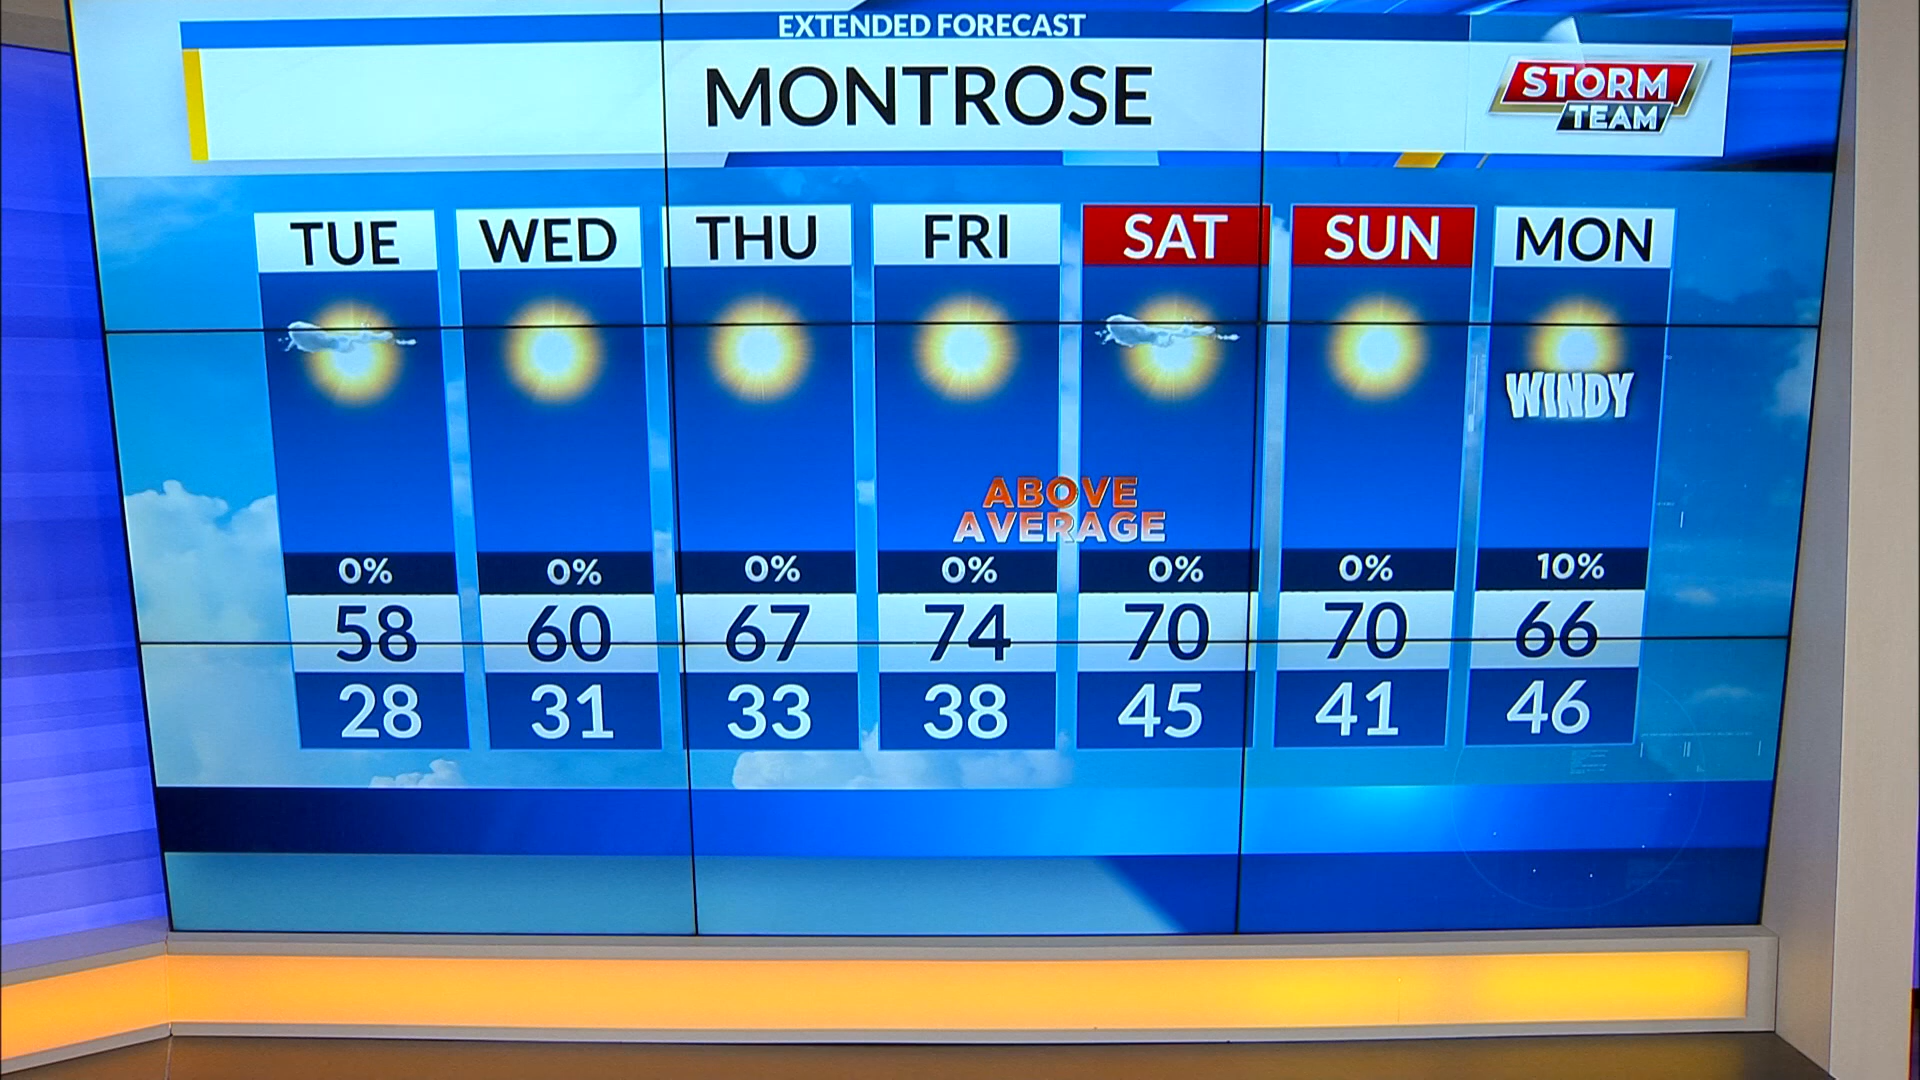 EXTENDED FORECAST
MONTROSE
STORM
TEAM
TUE WED THU FRI SAT SUN MON
WINDY
ABOVE
AVERAGE
0% 0% 0% 0% 0% 0% 10%
58 60 67 74 70 70 66
28 31 33 38 45 41 46